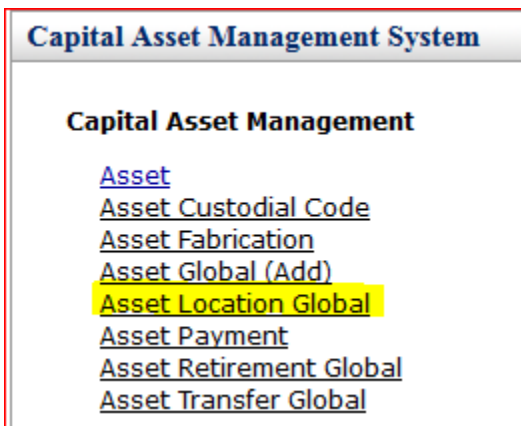 Capital Asset Management System
Capital Asset Management
Asset
Asset Custodial Code
Asset Fabrication
Asset Global (Add)
Asset Location Global
Asset Payment
Asset Retirement Global
Asset Transfer Global